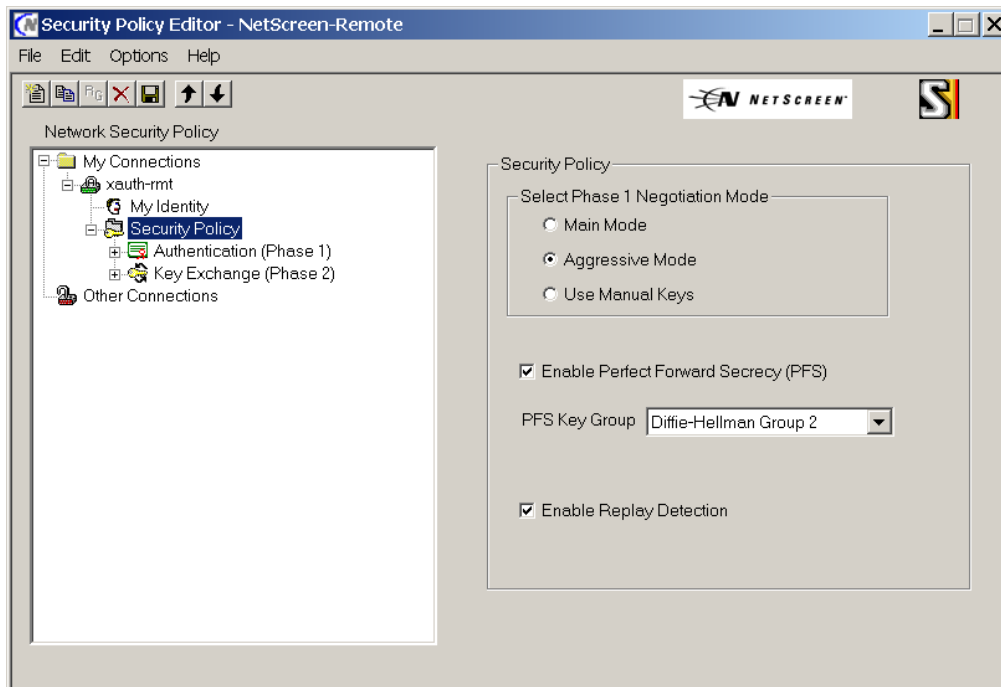 Security Policy Editor - NetScreen-Remote
File Edit Options Help
RG
NETSCREEN
Network Security Policy
My Connections
xauth-rmt
My Identity
Security Policy
Authentication (Phase 1)
Key Exchange (Phase 2)
Other Connections
Security Policy
Select Phase 1 Negotiation Mode
Main Mode
Aggressive Mode
Use Manual Keys
Enable Perfect Forward Secrecy (PFS)
PFS Key Group Diffie-Hellman Group 2
Enable Replay Detection